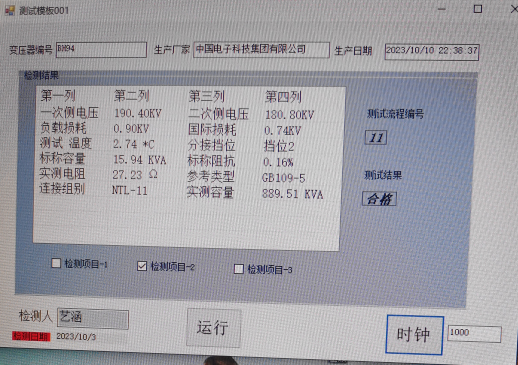 测试模板001
变压器编号 BH94 生产厂家 中国电子科技集团有限公司 生产日期 2023/10/10 22:38:37
检测结果
第一列 第二列 第三列 第四列
一次侧电压 190.40KV 二次侧电压 180.80KV
负载损耗 0.90KV 国际损耗 0.74KV
测试 温度 2.74 *C 分接挡位 挡位2
标称容量 15.94 KVA 标称阻抗 0.16%
实测电阻 27.23 Ω 参考类型 GB109-5
连接组别 NTL-11 实测容量 889.51 KVA
测试流程编号
11
测试结果
合格
检测项目-1 检测项目-2 检测项目-3
检测人 艺涵 运行 时钟 1000
检测日期 2023/10/3